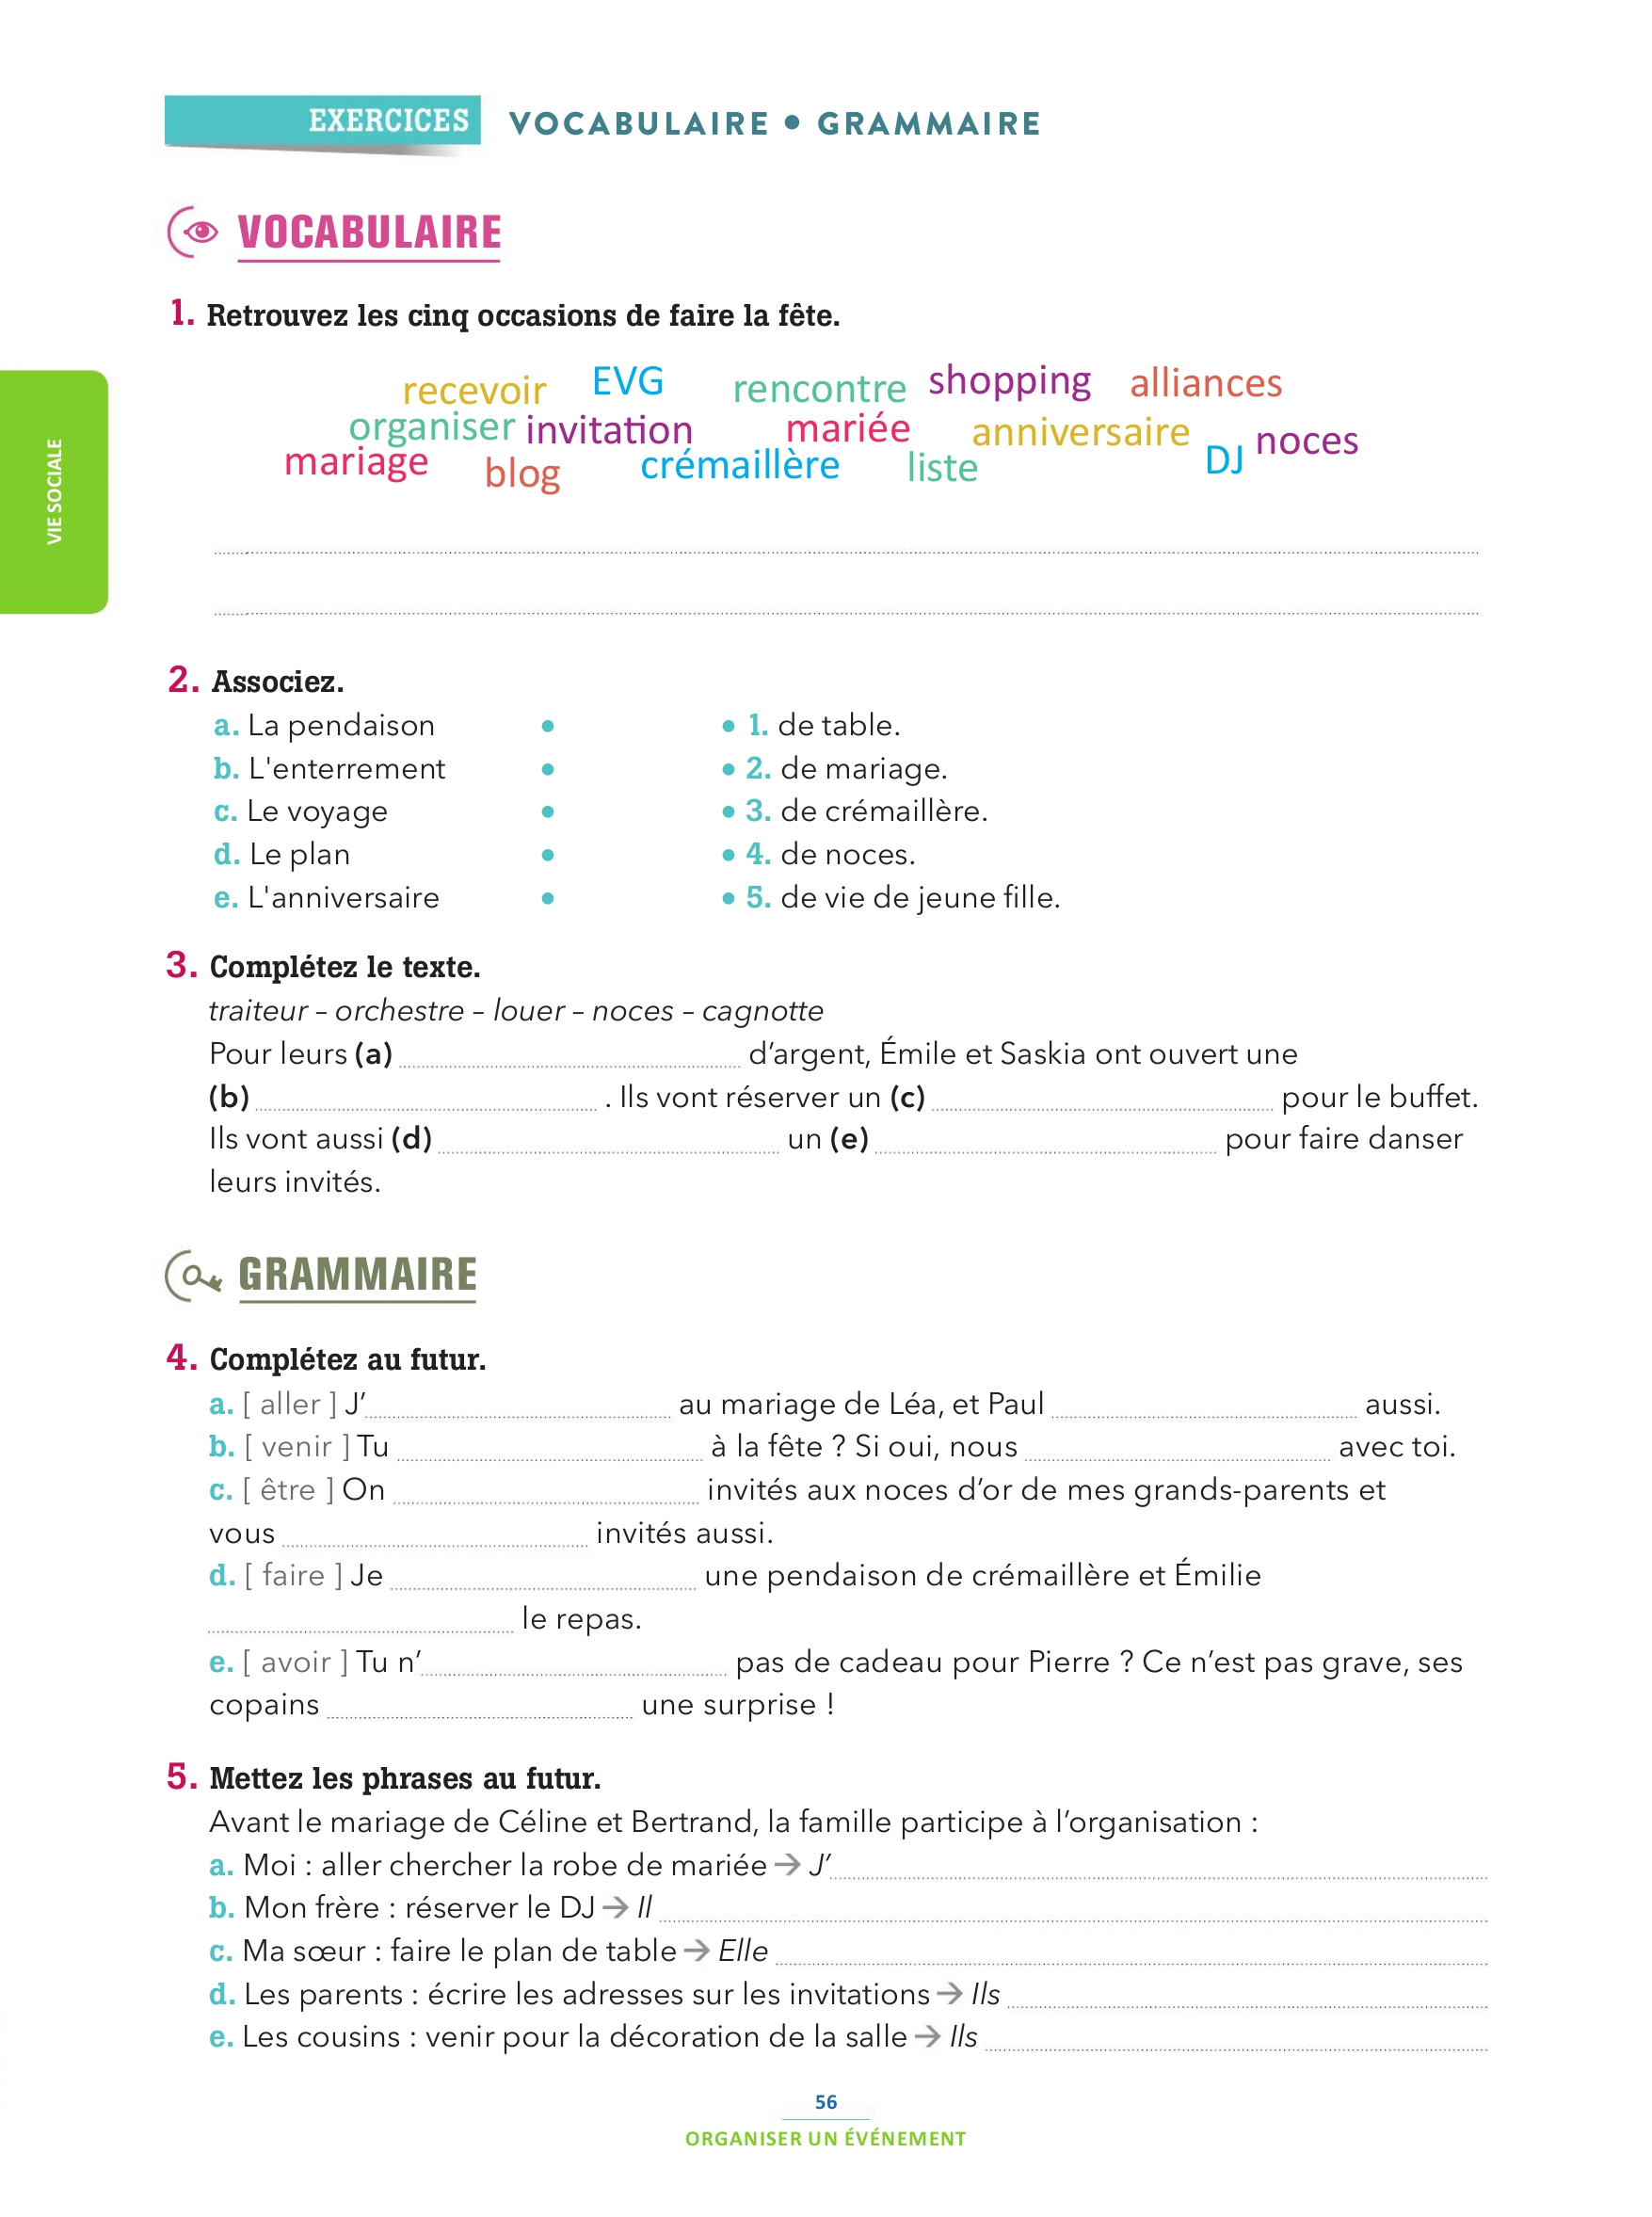 EXERCICES VOCABULAIRE • GRAMMAIRE
VOCABULAIRE
1. Retrouvez les cinq occasions de faire la fête.
recevoir EVG rencontre shopping alliances
organiser invitation mariée anniversaire noces
mariage blog crémaillère liste DJ
VIE SOCIALE
2. Associez.
a. La pendaison • • 1. de table.
b. L'enterrement • • 2. de mariage.
c. Le voyage • • 3. de crémaillère.
d. Le plan • • 4. de noces.
e. L'anniversaire • • 5. de vie de jeune fille.
3. Complétez le texte.
traiteur – orchestre – louer – noces – cagnotte
Pour leurs (a) d’argent, Émile et Saskia ont ouvert une
(b) . Ils vont réserver un (c) pour le buffet.
Ils vont aussi (d) un (e) pour faire danser
leurs invités.
GRAMMAIRE
4. Complétez au futur.
a. [ aller ] J’ au mariage de Léa, et Paul aussi.
b. [ venir ] Tu à la fête ? Si oui, nous avec toi.
c. [ être ] On invités aux noces d’or de mes grands-parents et
vous invités aussi.
d. [ faire ] Je une pendaison de crémaillère et Émilie
le repas.
e. [ avoir ] Tu n’ pas de cadeau pour Pierre ? Ce n’est pas grave, ses
copains une surprise !
5. Mettez les phrases au futur.
Avant le mariage de Céline et Bertrand, la famille participe à l’organisation :
a. Moi : aller chercher la robe de mariée → J’
b. Mon frère : réserver le DJ → Il
c. Ma sœur : faire le plan de table → Elle
d. Les parents : écrire les adresses sur les invitations → Ils
e. Les cousins : venir pour la décoration de la salle → Ils
56
ORGANISER UN ÉVÉNEMENT